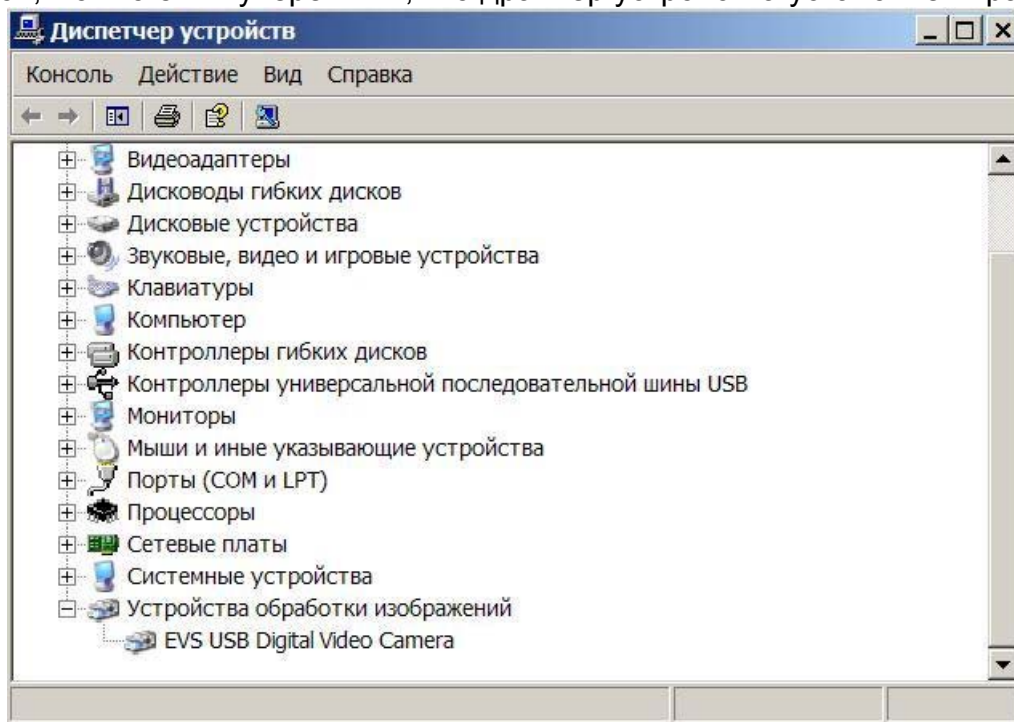 Диспетчер устройств
Консоль Действие Вид Справка
Видеоадаптеры
Дисководы гибких дисков
Дисковые устройства
Звуковые, видео и игровые устройства
Клавиатуры
Компьютер
Контроллеры гибких дисков
Контроллеры универсальной последовательной шины USB
Мониторы
Мыши и иные указывающие устройства
Порты (COM и LPT)
Процессоры
Сетевые платы
Системные устройства
Устройства обработки изображений
EVS USB Digital Video Camera